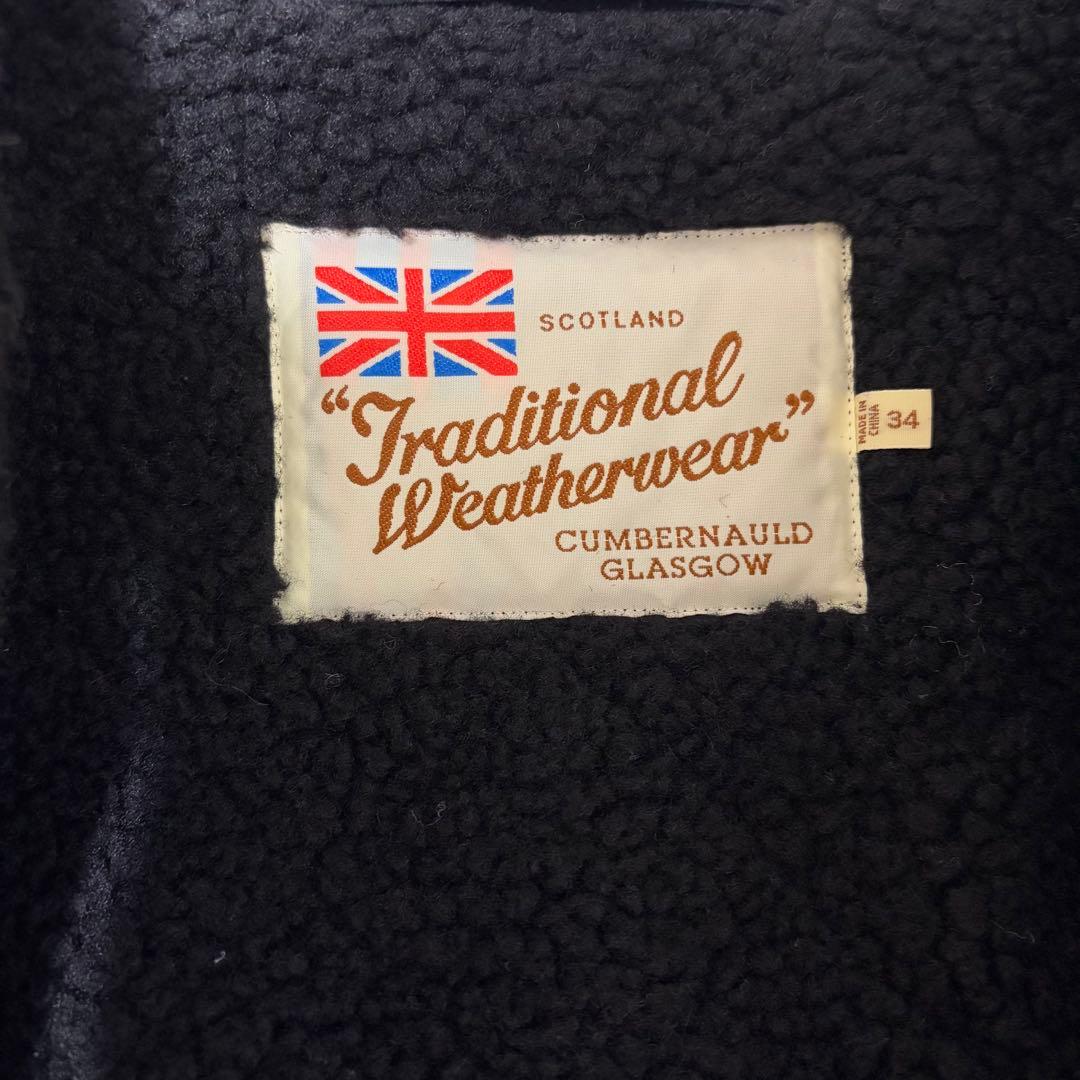 SCOTLAND
"Traditional
Weatherwear"
CUMBERNAULD
GLASGOW
MADE IN
CHINA
34